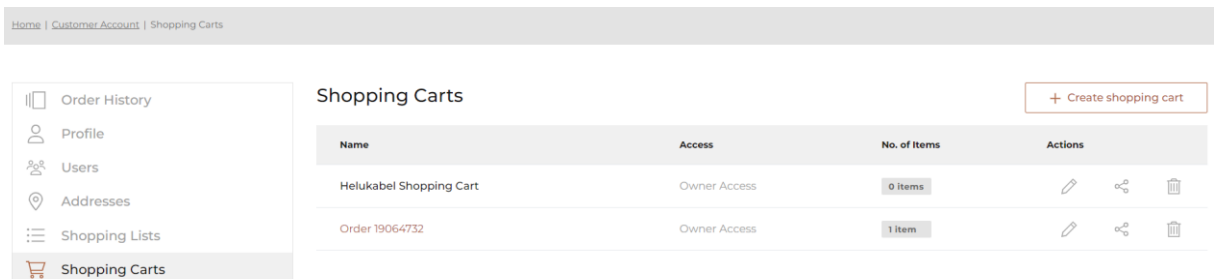 Home | Customer Account | Shopping Carts
Order History
Profile
Users
Addresses
Shopping Lists
Shopping Carts
Shopping Carts
+ Create shopping cart
Name Access No. of Items Actions
Helukabel Shopping Cart Owner Access 0 items
Order 19064732 Owner Access 1 item